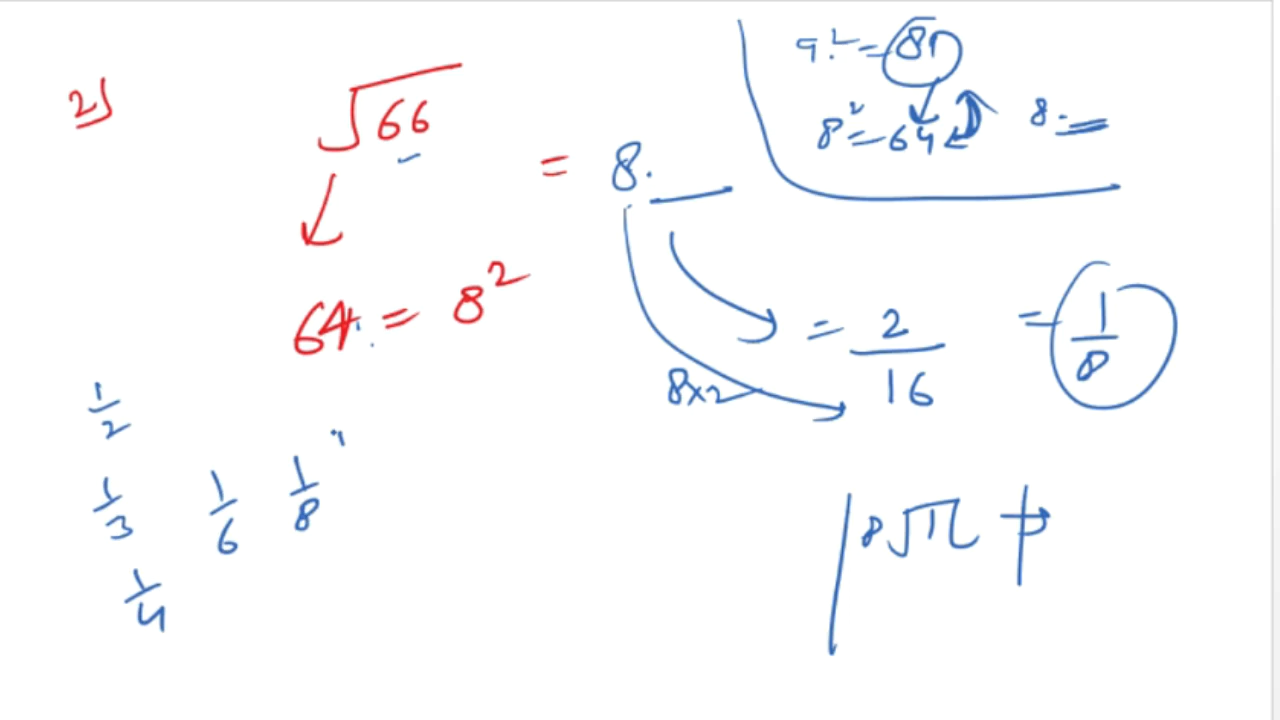 2) √66 = 8.
9² = 81
8² = 64 8.
64 = 8²
= 2/16 = 1/8
8×2
1/2
1/3 1/6 1/8
1/4